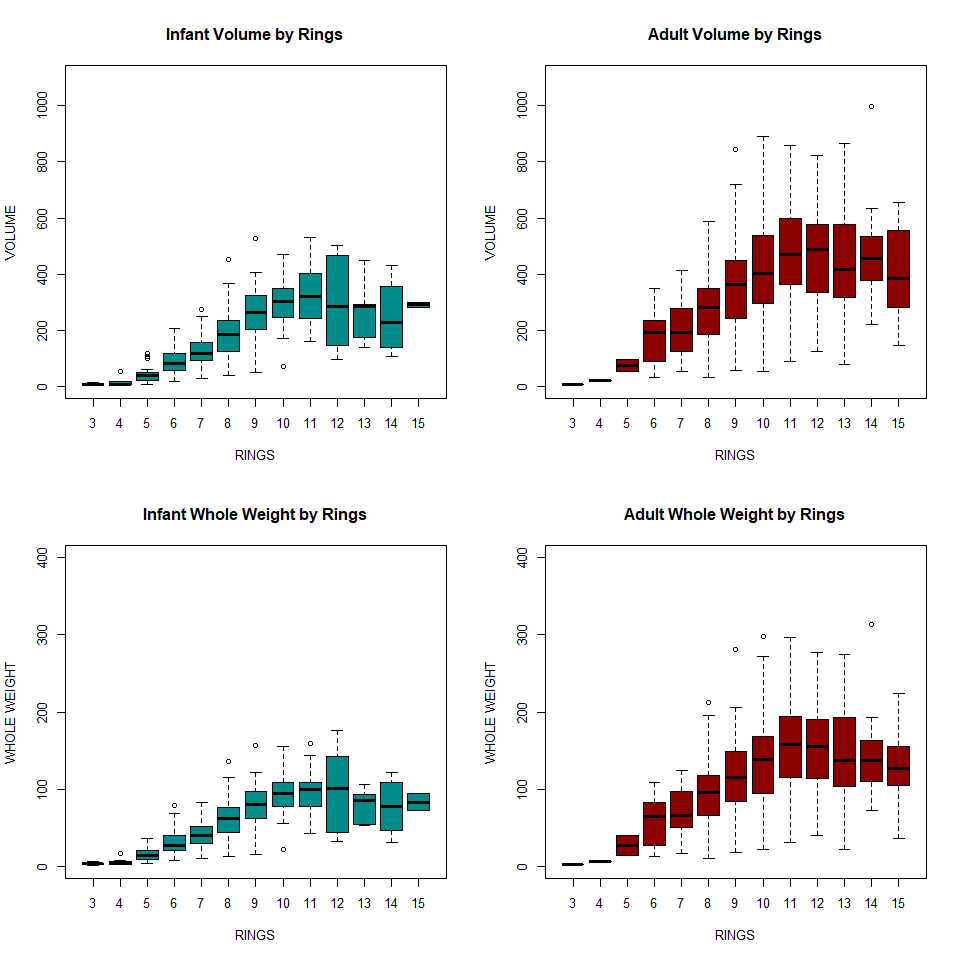 Infant Volume by Rings
VOLUME
0 200 400 600 800 1000
3 4 5 6 7 8 9 10 11 12 13 14 15
RINGS
Adult Volume by Rings
VOLUME
0 200 400 600 800 1000
3 4 5 6 7 8 9 10 11 12 13 14 15
RINGS
Infant Whole Weight by Rings
WHOLE WEIGHT
0 100 200 300 400
3 4 5 6 7 8 9 10 11 12 13 14 15
RINGS
Adult Whole Weight by Rings
WHOLE WEIGHT
0 100 200 300 400
3 4 5 6 7 8 9 10 11 12 13 14 15
RINGS